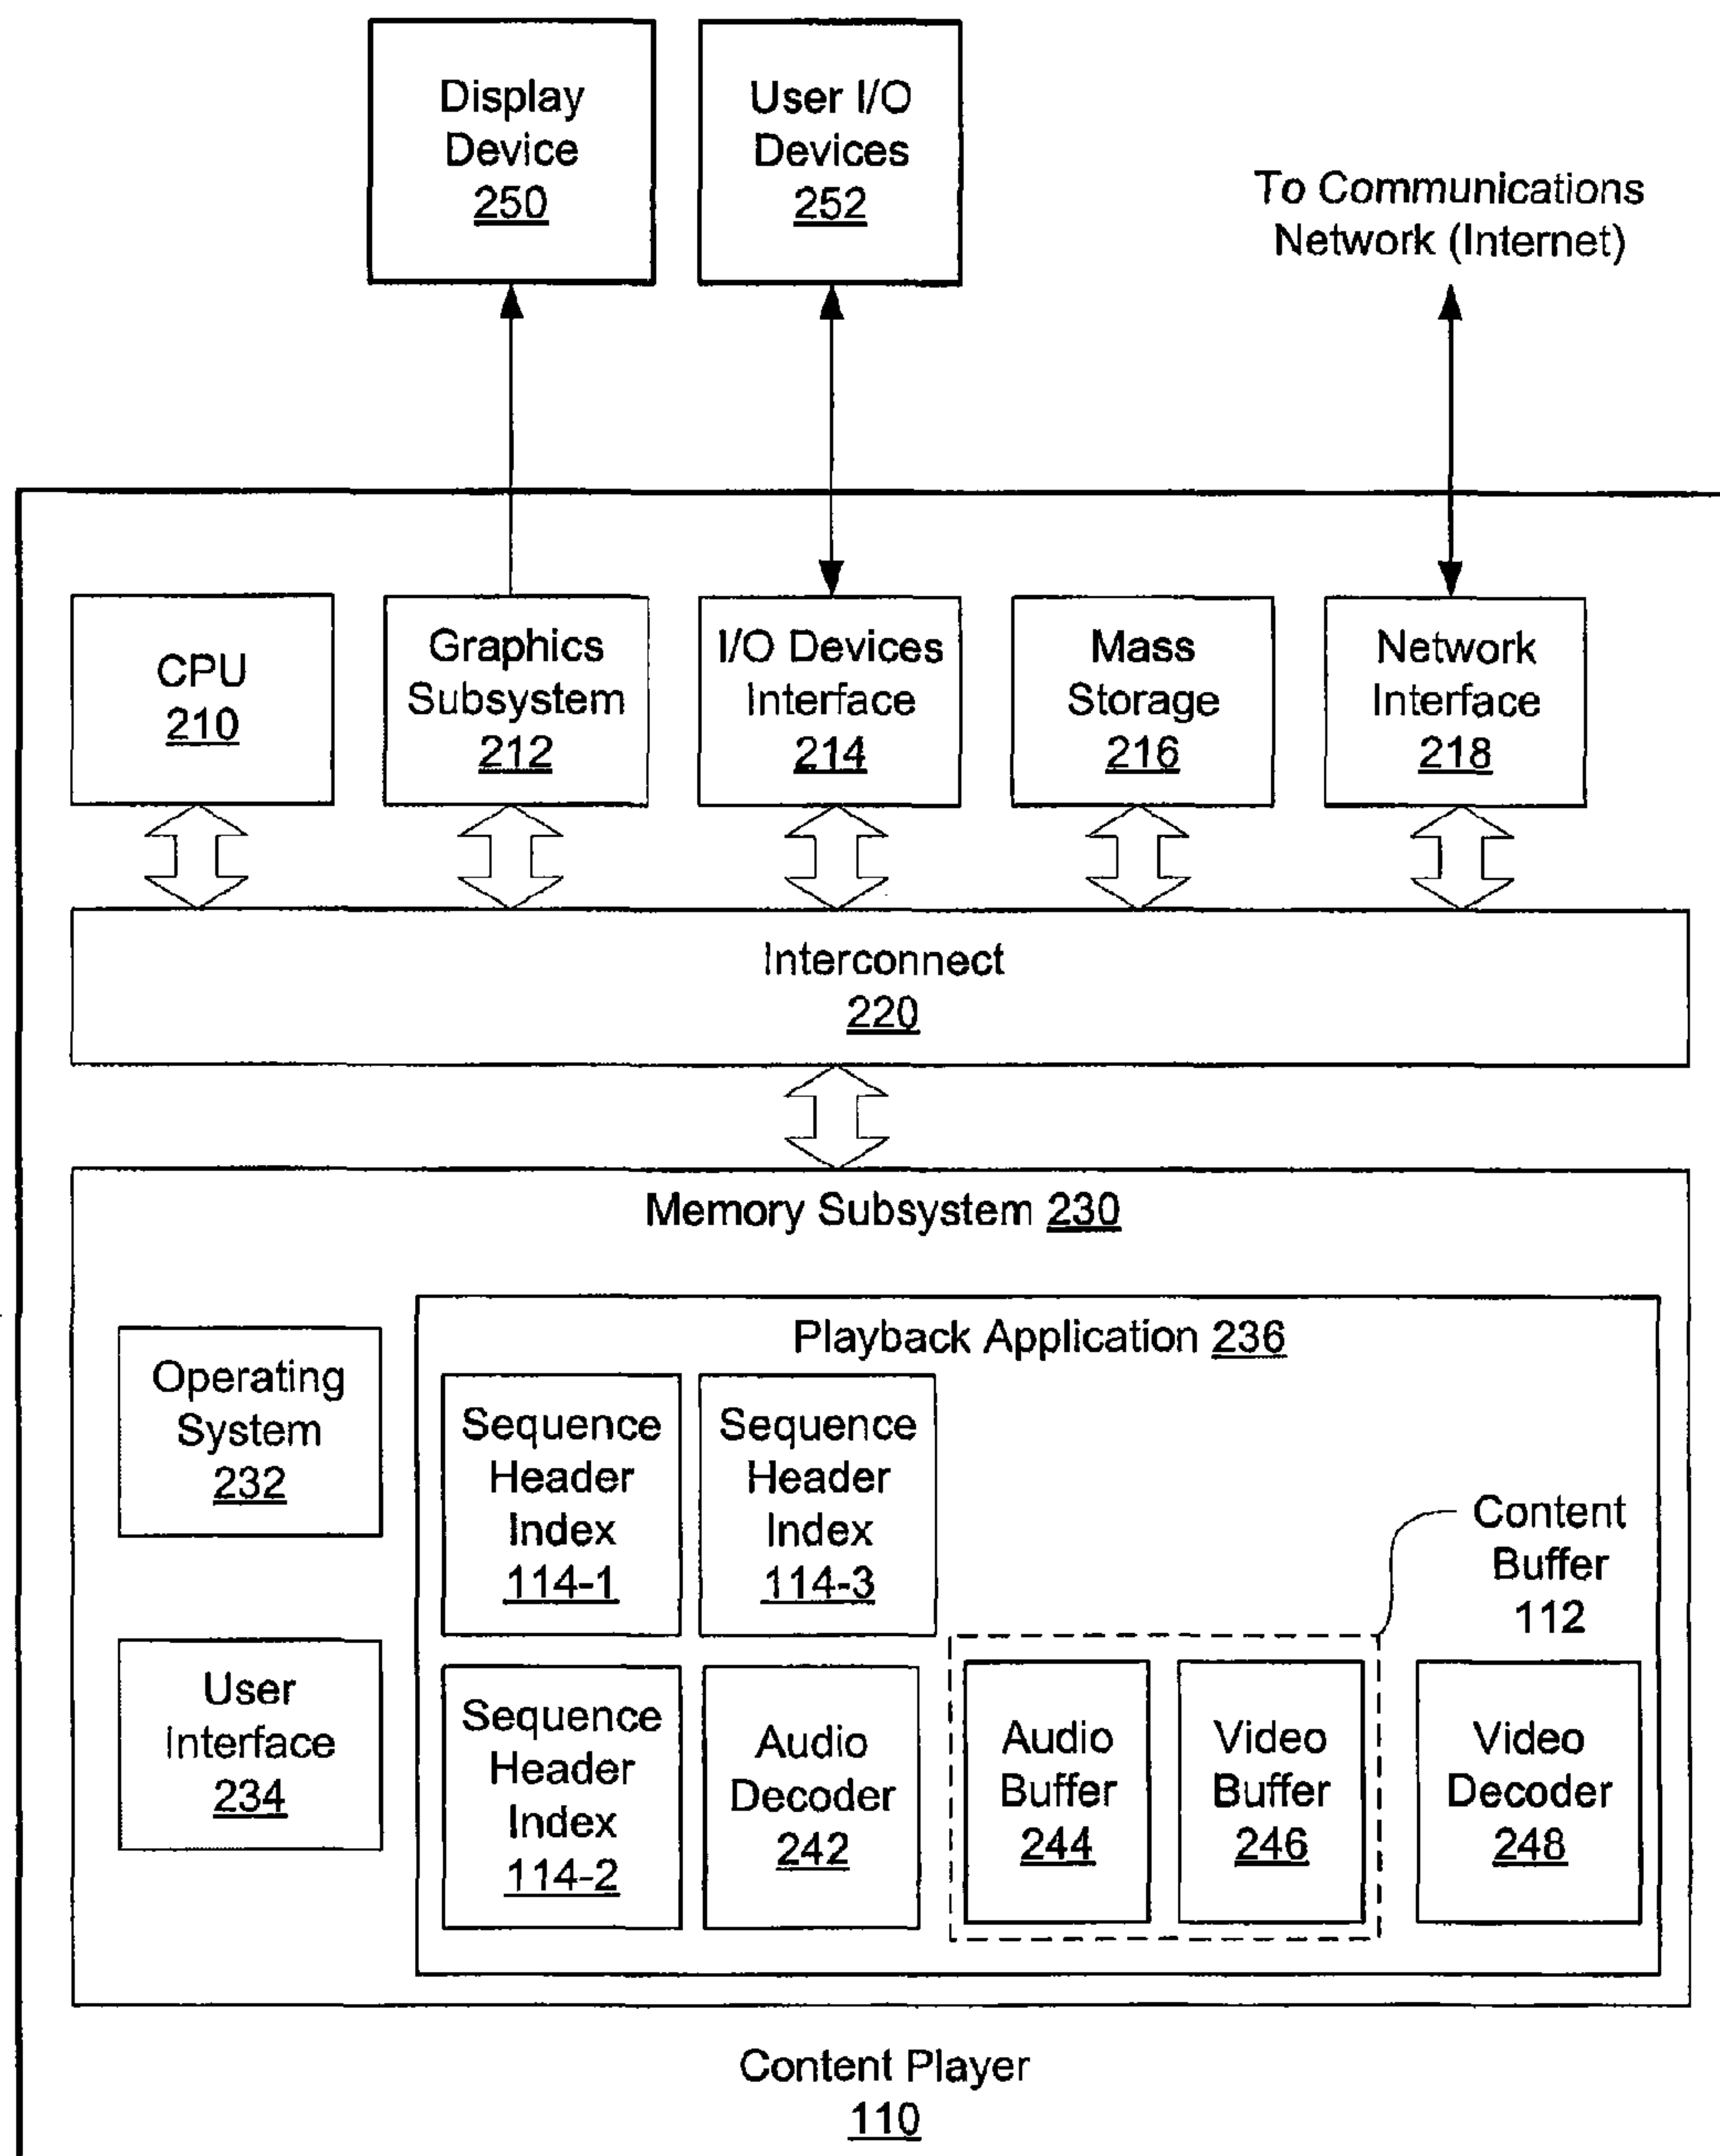 Display
Device
250
User I/O
Devices
252
To Communications
Network (Internet)
CPU
210
Graphics
Subsystem
212
I/O Devices
Interface
214
Mass
Storage
216
Network
Interface
218
Interconnect
220
Memory Subsystem 230
Operating
System
232
User
Interface
234
Playback Application 236
Sequence
Header
Index
114-1
Sequence
Header
Index
114-3
Content
Buffer
112
Sequence
Header
Index
114-2
Audio
Decoder
242
Audio
Buffer
244
Video
Buffer
246
Video
Decoder
248
Content Player
110